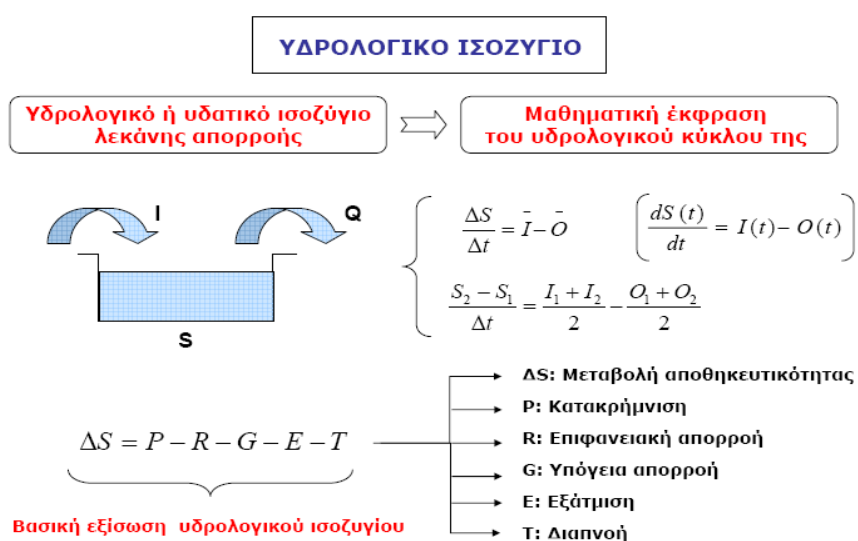 ΥΔΡΟΛΟΓΙΚΟ ΙΣΟΖΥΓΙΟ
Υδρολογικό ή υδατικό ισοζύγιο
λεκάνης απορροής
Μαθηματική έκφραση
του υδρολογικού κύκλου της
I
Q
S
ΔS/Δt = Ī − Ō
(dS(t)/dt = I(t) − O(t))
(S₂ − S₁)/Δt = (I₁ + I₂)/2 − (O₁ + O₂)/2
ΔS = P − R − G − E − T
Βασική εξίσωση υδρολογικού ισοζυγίου
ΔS: Μεταβολή αποθηκευτικότητας
P: Κατακρήμνιση
R: Επιφανειακή απορροή
G: Υπόγεια απορροή
E: Εξάτμιση
T: Διαπνοή